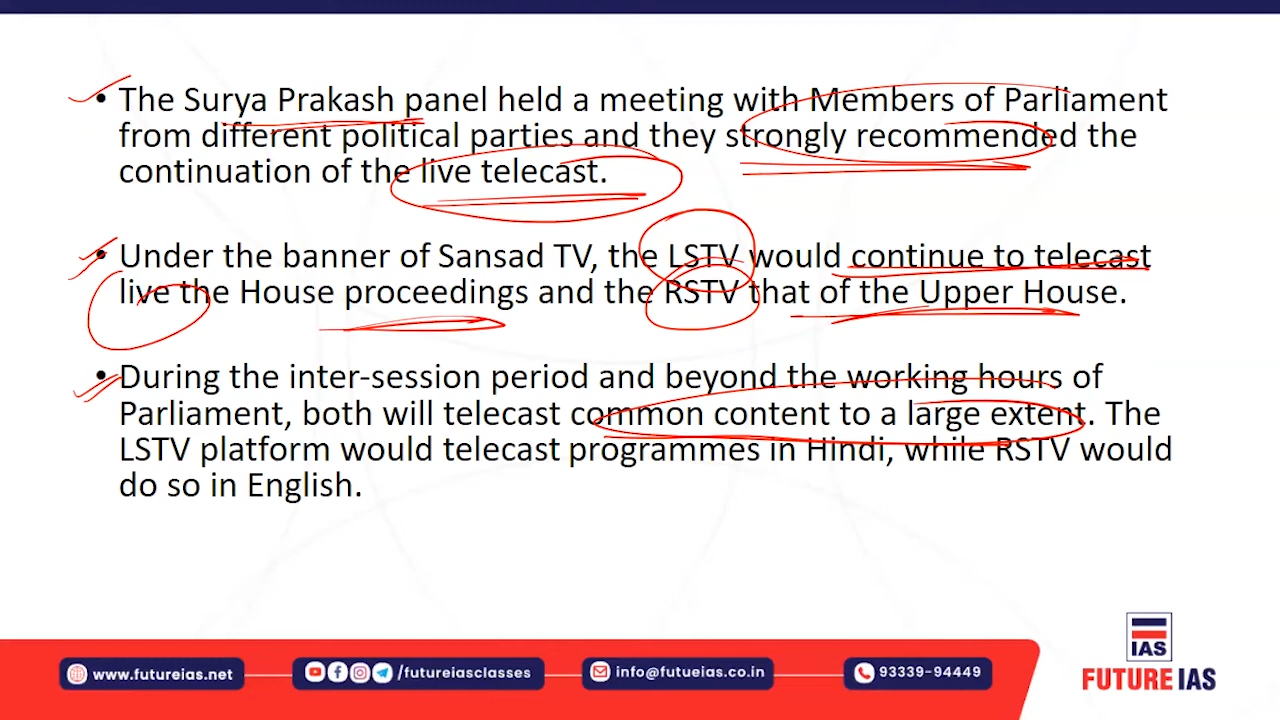 • The Surya Prakash panel held a meeting with Members of Parliament
from different political parties and they strongly recommended the
continuation of the live telecast.
• Under the banner of Sansad TV, the LSTV would continue to telecast
live the House proceedings and the RSTV that of the Upper House.
• During the inter-session period and beyond the working hours of
Parliament, both will telecast common content to a large extent. The
LSTV platform would telecast programmes in Hindi, while RSTV would
do so in English.
IAS
FUTURE IAS
www.futureias.net
/futureiasclasses
info@futueias.co.in
93339-94449